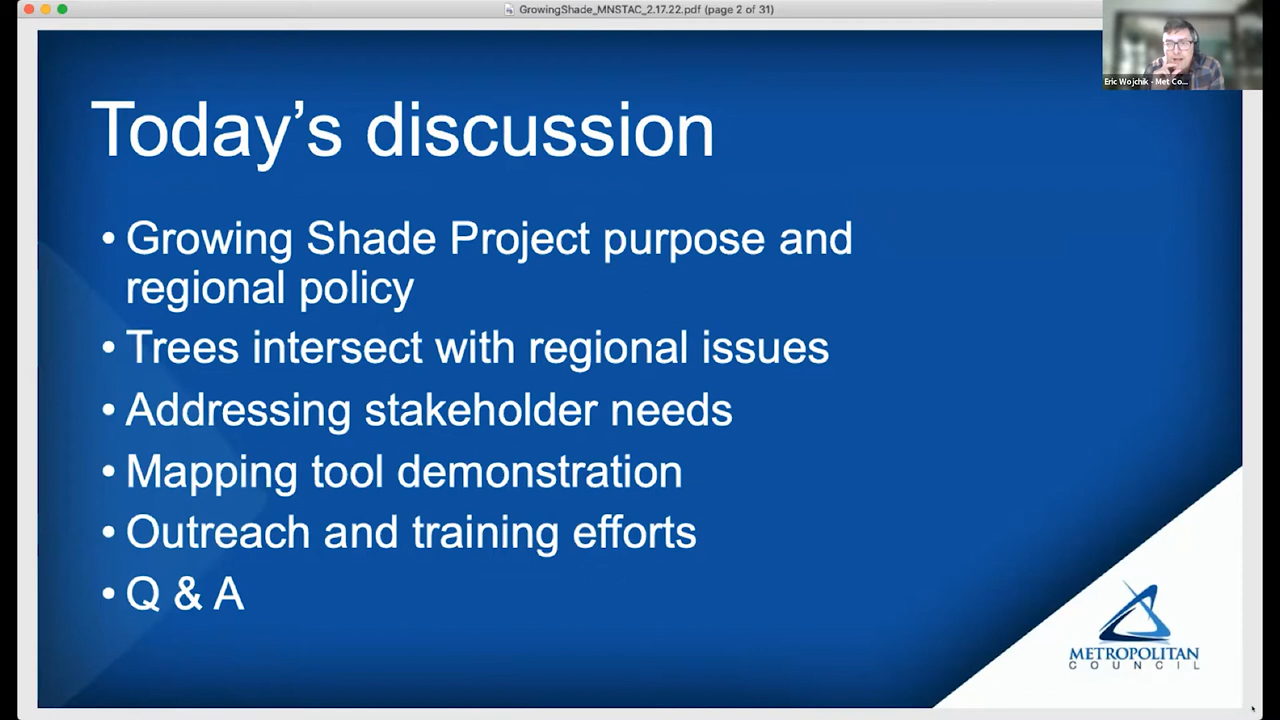 GrowingShade_MNSTAC_2.17.22.pdf (page 2 of 31)
Eric Wojchik - Met Co...
Today's discussion
• Growing Shade Project purpose and
regional policy
• Trees intersect with regional issues
• Addressing stakeholder needs
• Mapping tool demonstration
• Outreach and training efforts
• Q & A
METROPOLITAN
COUNCIL